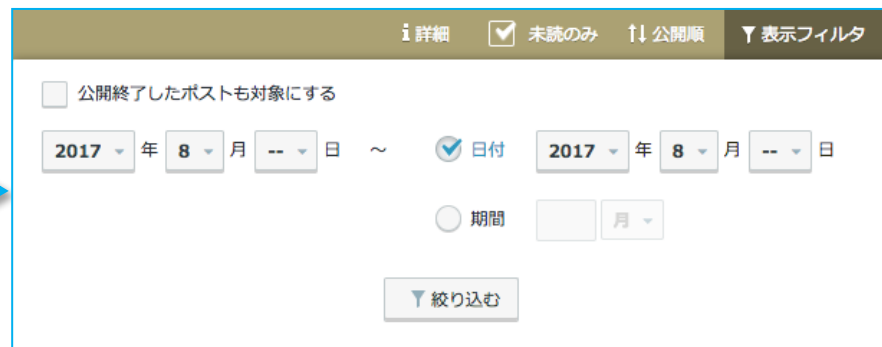 i 詳細 未読のみ ↑↓ 公開順 表示フィルタ
公開終了したポストも対象にする
2017 年 8 月 -- 日 ～ 日付 2017 年 8 月 -- 日
期間 月
絞り込む